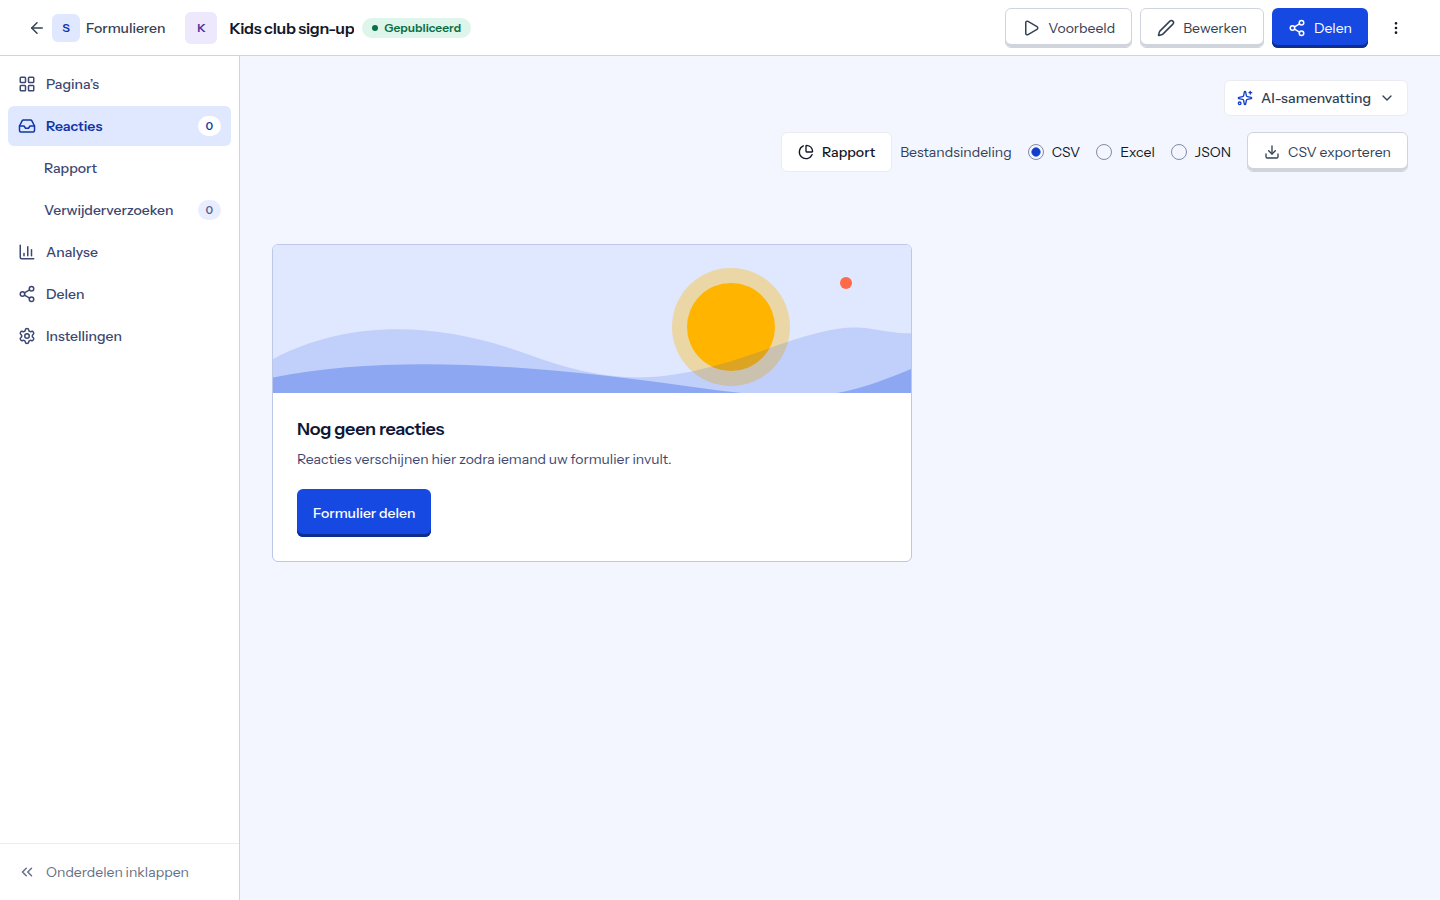 S Formulieren K Kids club sign-up Gepubliceerd Voorbeeld Bewerken Delen
Pagina's
Reacties 0
Rapport
Verwijderverzoeken 0
Analyse
Delen
Instellingen
Onderdelen inklappen
AI-samenvatting
Rapport Bestandsindeling CSV Excel JSON CSV exporteren
Nog geen reacties
Reacties verschijnen hier zodra iemand uw formulier invult.
Formulier delen